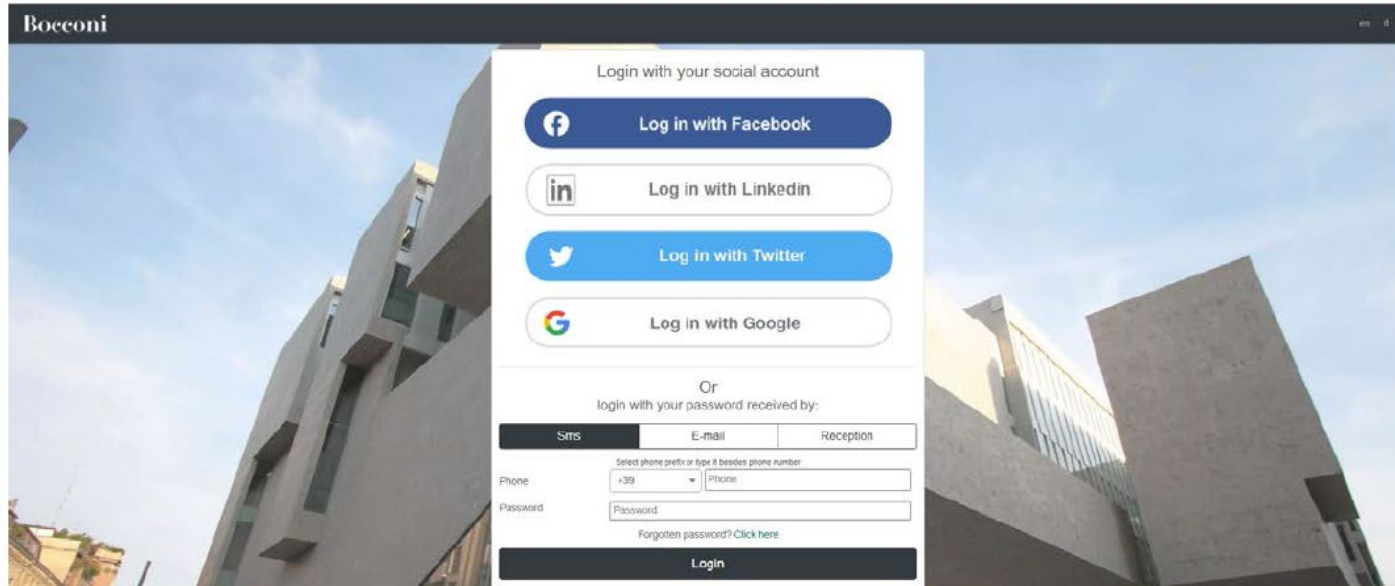 Bocconi
en it
Login with your social account
Log in with Facebook
in
Log in with Linkedin
Log in with Twitter
Log in with Google
Or
login with your password received by:
Sms E-mail Reception
Select phone prefix or type it besides phone number
Phone +39 Phone
Password Password
Forgotten password? Click here
Login